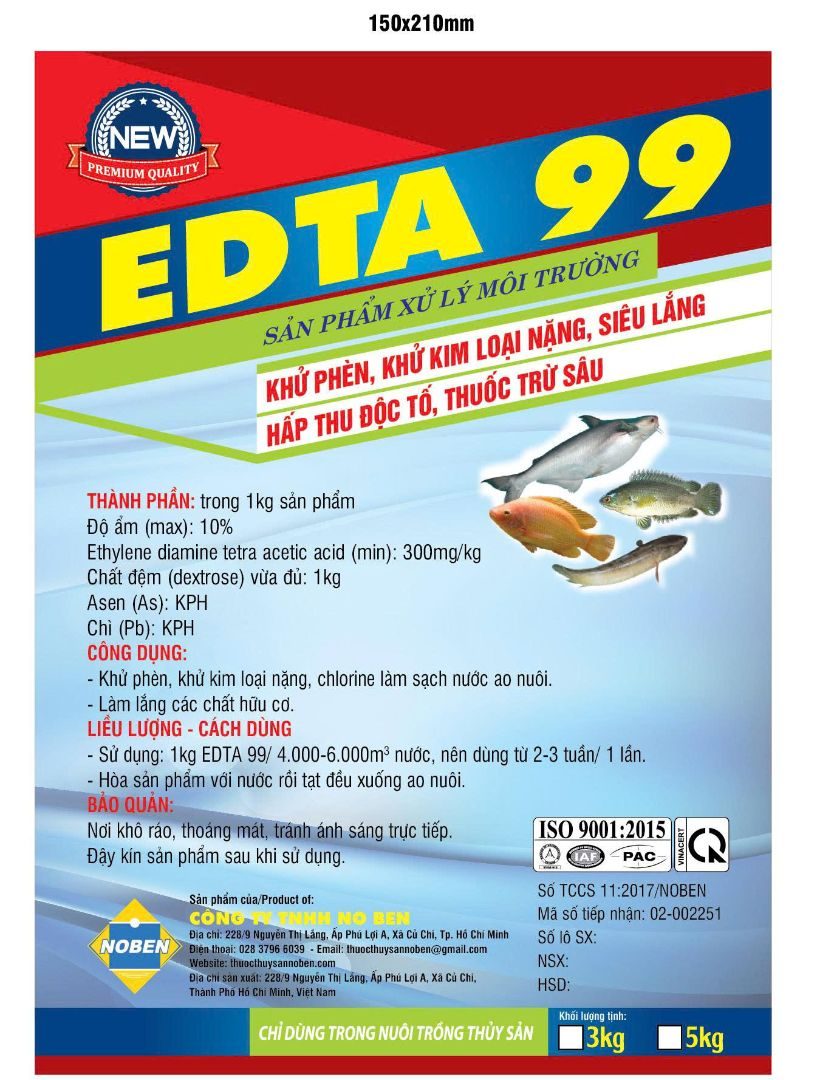 150x210mm
NEW
PREMIUM QUALITY
EDTA 99
SẢN PHẨM XỬ LÝ MÔI TRƯỜNG
KHỬ PHÈN, KHỬ KIM LOẠI NẶNG, SIÊU LẮNG
HẤP THU ĐỘC TỐ, THUỐC TRỪ SÂU
THÀNH PHẦN: trong 1kg sản phẩm
Độ ẩm (max): 10%
Ethylene diamine tetra acetic acid (min): 300mg/kg
Chất đệm (dextrose) vừa đủ: 1kg
Asen (As): KPH
Chì (Pb): KPH
CÔNG DỤNG:
- Khử phèn, khử kim loại nặng, chlorine làm sạch nước ao nuôi.
- Làm lắng các chất hữu cơ.
LIỀU LƯỢNG - CÁCH DÙNG
- Sử dụng: 1kg EDTA 99/ 4.000-6.000m³ nước, nên dùng từ 2-3 tuần/ 1 lần.
- Hòa sản phẩm với nước rồi tạt đều xuống ao nuôi.
BẢO QUẢN:
Nơi khô ráo, thoáng mát, tránh ánh sáng trực tiếp.
Đậy kín sản phẩm sau khi sử dụng.
ISO 9001:2015
IAF
PAC
VINACERT
Số TCCS 11:2017/NOBEN
Mã số tiếp nhận: 02-002251
Số lô SX:
NSX:
HSD:
NOBEN
Sản phẩm của/Product of:
CÔNG TY TNHH NO BEN
Địa chỉ: 228/9 Nguyễn Thị Lắng, Ấp Phú Lợi A, Xã Củ Chi, Tp. Hồ Chí Minh
Điện thoại: 028 3796 6039 - Email: thuocthuysannoben@gmail.com
Website: thuocthuysannoben.com
Địa chỉ sản xuất: 228/9 Nguyễn Thị Lắng, Ấp Phú Lợi A, Xã Củ Chi,
Thành Phố Hồ Chí Minh, Việt Nam
CHỈ DÙNG TRONG NUÔI TRỒNG THỦY SẢN
Khối lượng tịnh:
3kg
5kg